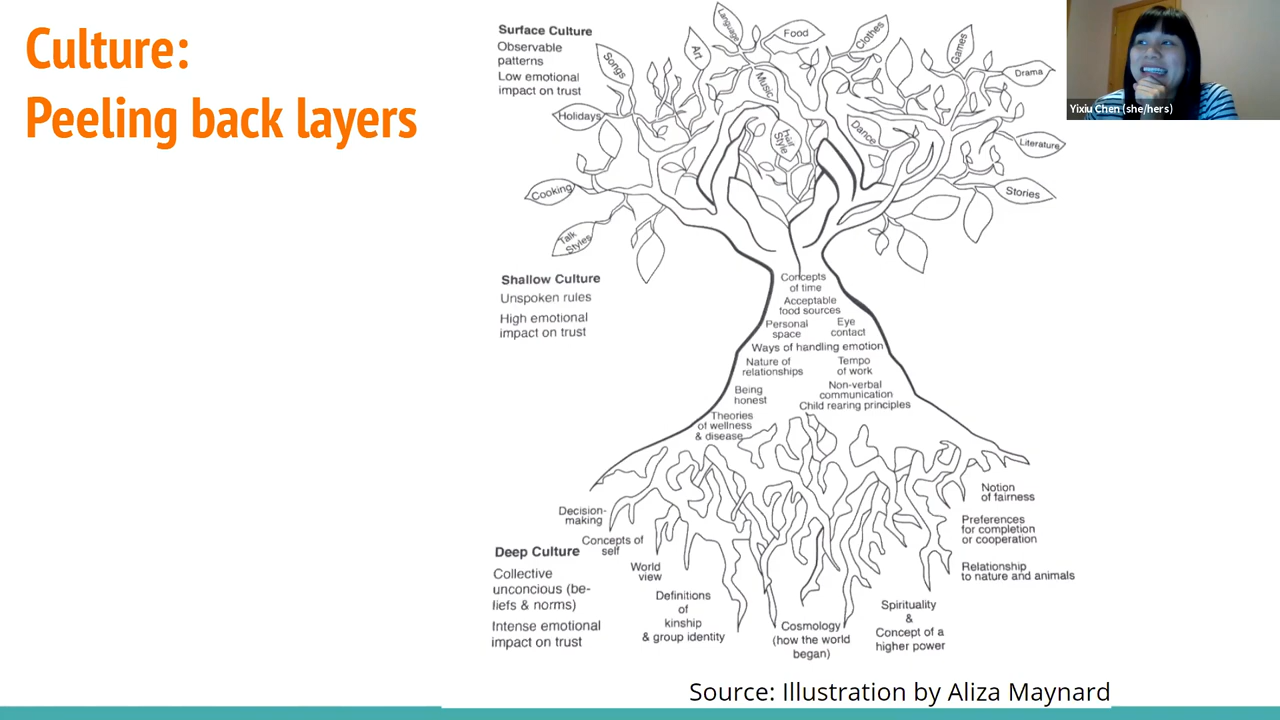 Culture:
Peeling back layers
Surface Culture
Observable
patterns
Low emotional
impact on trust
Language
Food
Clothes
Games
Art
Songs
Music
Drama
Holidays
Hair
Style
Dance
Literature
Cooking
Stories
Talk
Styles
Shallow Culture
Unspoken rules
High emotional
impact on trust
Concepts
of time
Acceptable
food sources
Personal
space
Eye
contact
Ways of handling emotion
Nature of
relationships
Tempo
of work
Being
honest
Non-verbal
communication
Child rearing principles
Theories
of wellness
& disease
Deep Culture
Collective
unconcious (be-
liefs & norms)
Intense emotional
impact on trust
Decision-
making
Concepts of
self
World
view
Definitions
of
kinship
& group identity
Cosmology
(how the world
began)
Spirituality
&
Concept of a
higher power
Notion
of fairness
Preferences
for completion
or cooperation
Relationship
to nature and animals
Source: Illustration by Aliza Maynard
Yixiu Chen (she/hers)